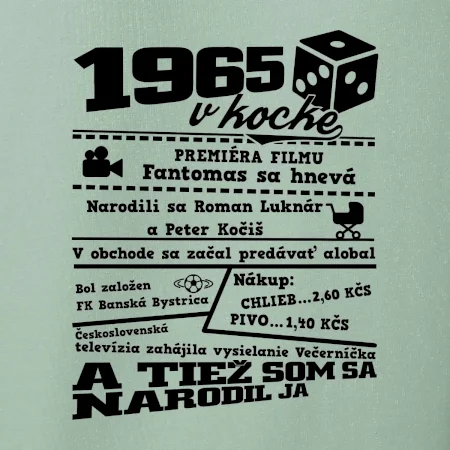 1965
v kocke
PREMIÉRA FILMU
Fantomas sa hnevá
Narodili sa Roman Luknár
a Peter Kočiš
V obchode sa začal predávať alobal
Bol založen
FK Banská Bystrica
Nákup:
CHLIEB...2,60 KČS
PIVO...1,40 KČS
Československá
televízia zahájila vysielanie Večerníčka
A TIEŽ SOM SA
NARODIL JA